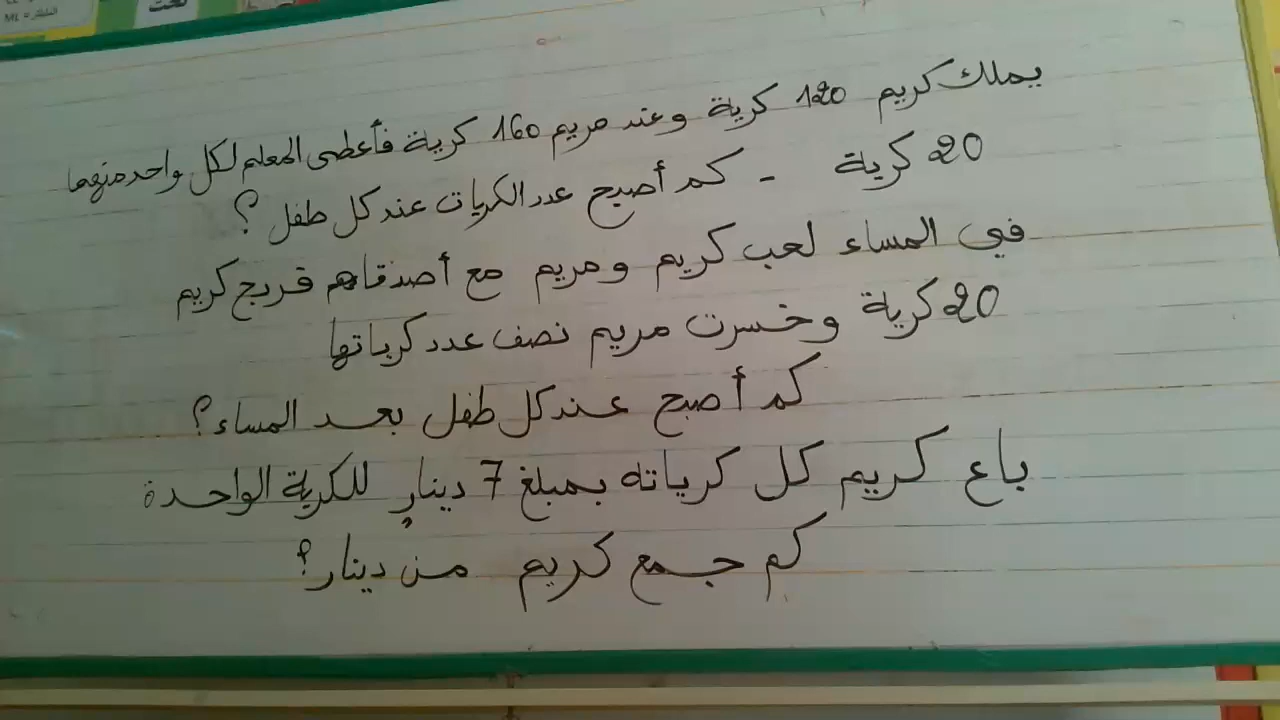 تحت
يملك كريم 120 كرية وعند مريم 160 كرية فأعطى المعلم لكل واحد منهما
20 كرية - كم أصبح عدد الكريات عند كل طفل ؟
في المساء لعب كريم ومريم مع أصدقاهم فربح كريم
20 كرية وخسرت مريم نصف عدد كرياتها
كم أصبح عند كل طفل بعد المساء ؟
باع كريم كل كرياته بمبلغ 7 دينارٍ للكرية الواحدة
كم جمع كريم من دينار ؟